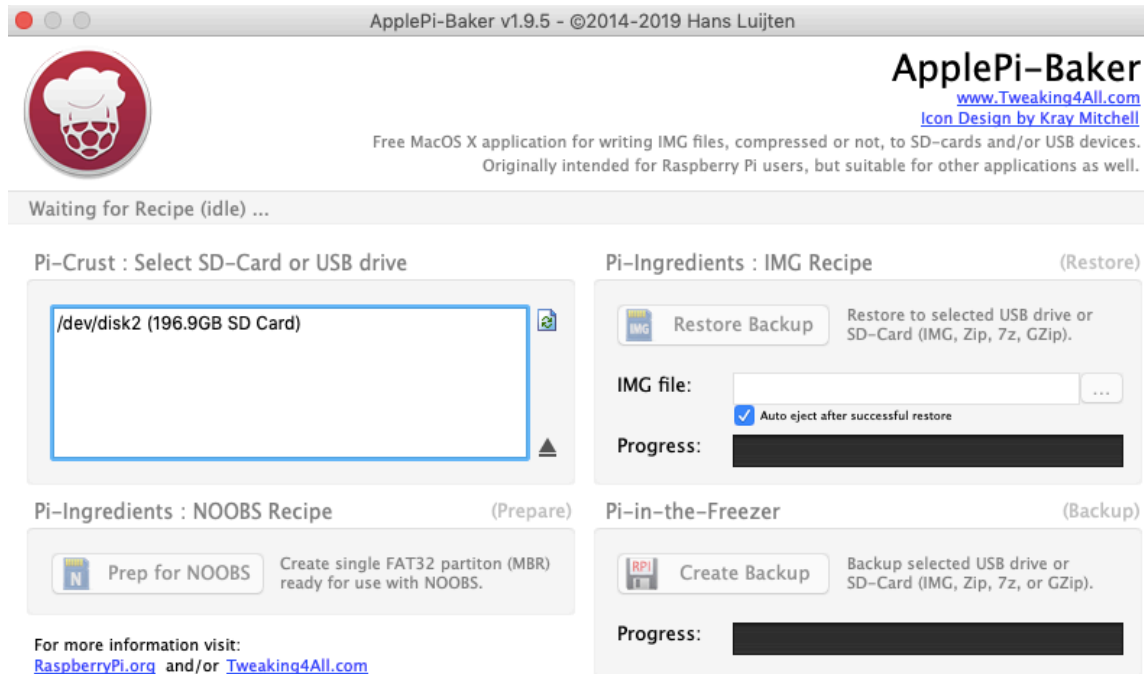 ApplePi-Baker v1.9.5 - ©2014-2019 Hans Luijten
ApplePi-Baker
www.Tweaking4All.com
Icon Design by Kray Mitchell
Free MacOS X application for writing IMG files, compressed or not, to SD-cards and/or USB devices.
Originally intended for Raspberry Pi users, but suitable for other applications as well.
Waiting for Recipe (idle) ...
Pi-Crust : Select SD-Card or USB drive
/dev/disk2 (196.9GB SD Card)
Pi-Ingredients : IMG Recipe (Restore)
IMG
Restore Backup
Restore to selected USB drive or
SD-Card (IMG, Zip, 7z, GZip).
IMG file:
...
Auto eject after successful restore
Progress:
Pi-Ingredients : NOOBS Recipe (Prepare)
N
Prep for NOOBS
Create single FAT32 partiton (MBR)
ready for use with NOOBS.
Pi-in-the-Freezer (Backup)
RPI
Create Backup
Backup selected USB drive or
SD-Card (IMG, Zip, 7z, or GZip).
Progress:
For more information visit:
RaspberryPi.org and/or Tweaking4All.com